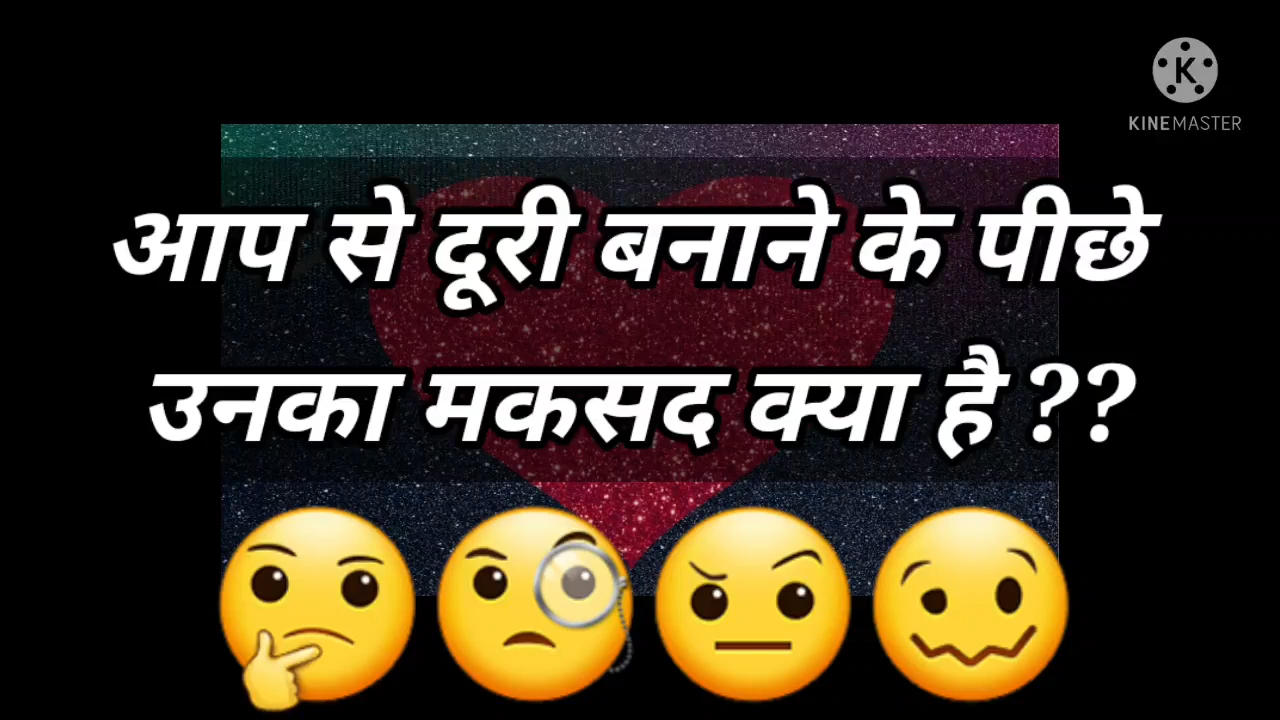 KINEMASTER
आप से दूरी बनाने के पीछे
उनका मकसद क्या है ??